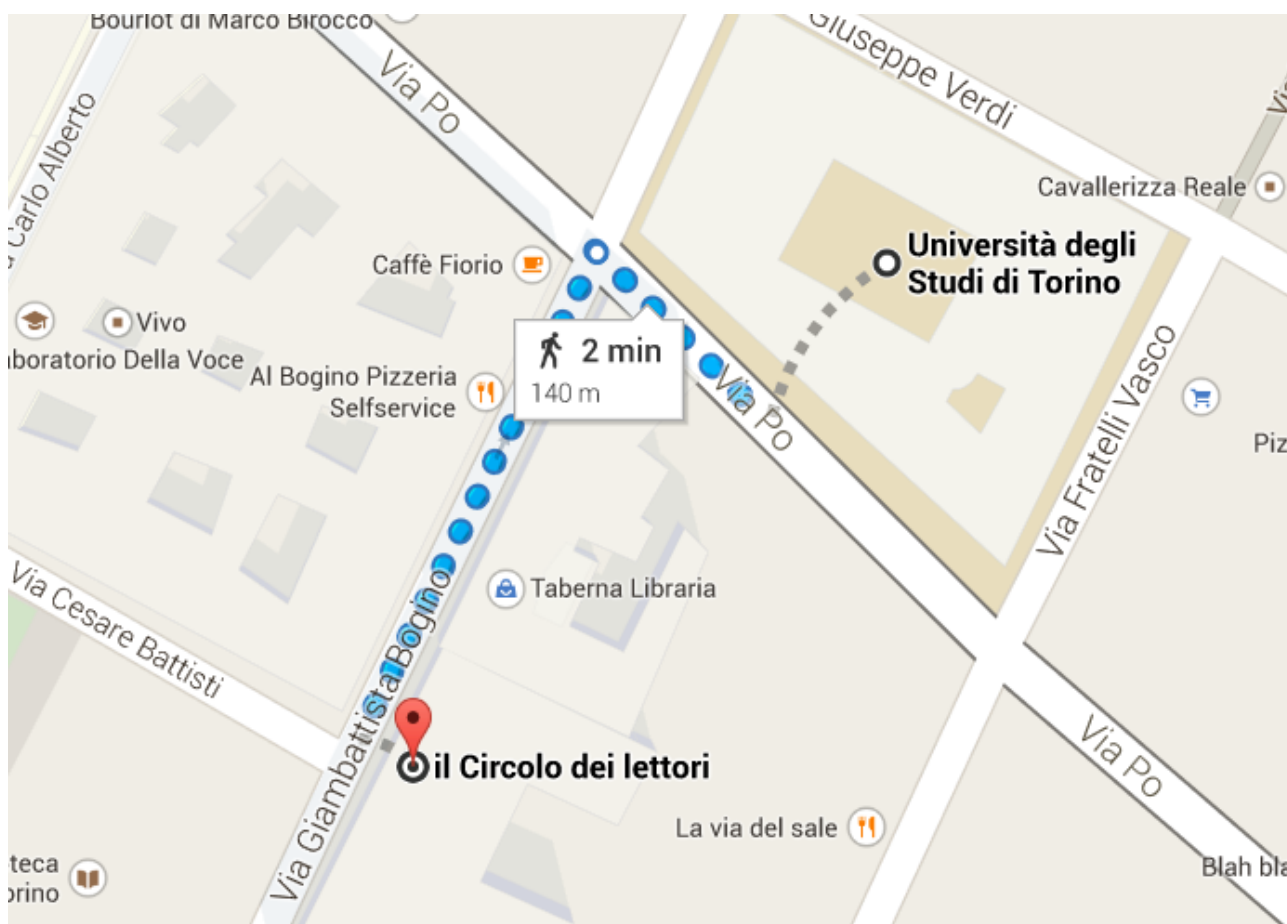 Bourlot di Marco Birocco
Via Po
Giuseppe Verdi
Carlo Alberto
Cavallerizza Reale
Università degli
Studi di Torino
Caffè Fiorio
Vivo
aboratorio Della Voce
2 min
140 m
Al Bogino Pizzeria
Selfservice
Via Po
Via Fratelli Vasco
Piz
Via Cesare Battisti
Taberna Libraria
Via Giambattista Bogino
il Circolo dei lettori
Via Po
La via del sale
Blah bla
teca
orino